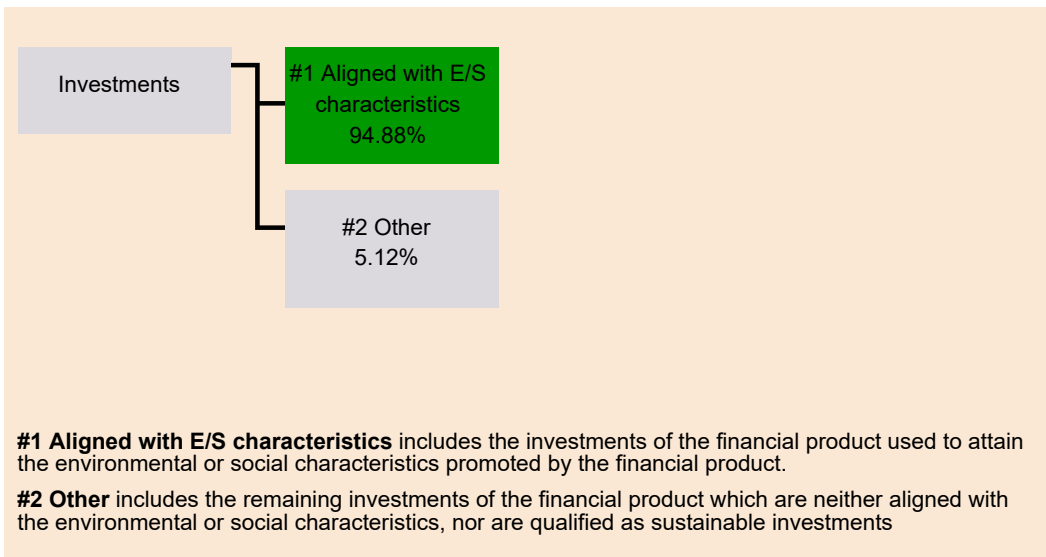 Investments
#1 Aligned with E/S
characteristics
94.88%
#2 Other
5.12%
#1 Aligned with E/S characteristics includes the investments of the financial product used to attain
the environmental or social characteristics promoted by the financial product.
#2 Other includes the remaining investments of the financial product which are neither aligned with
the environmental or social characteristics, nor are qualified as sustainable investments